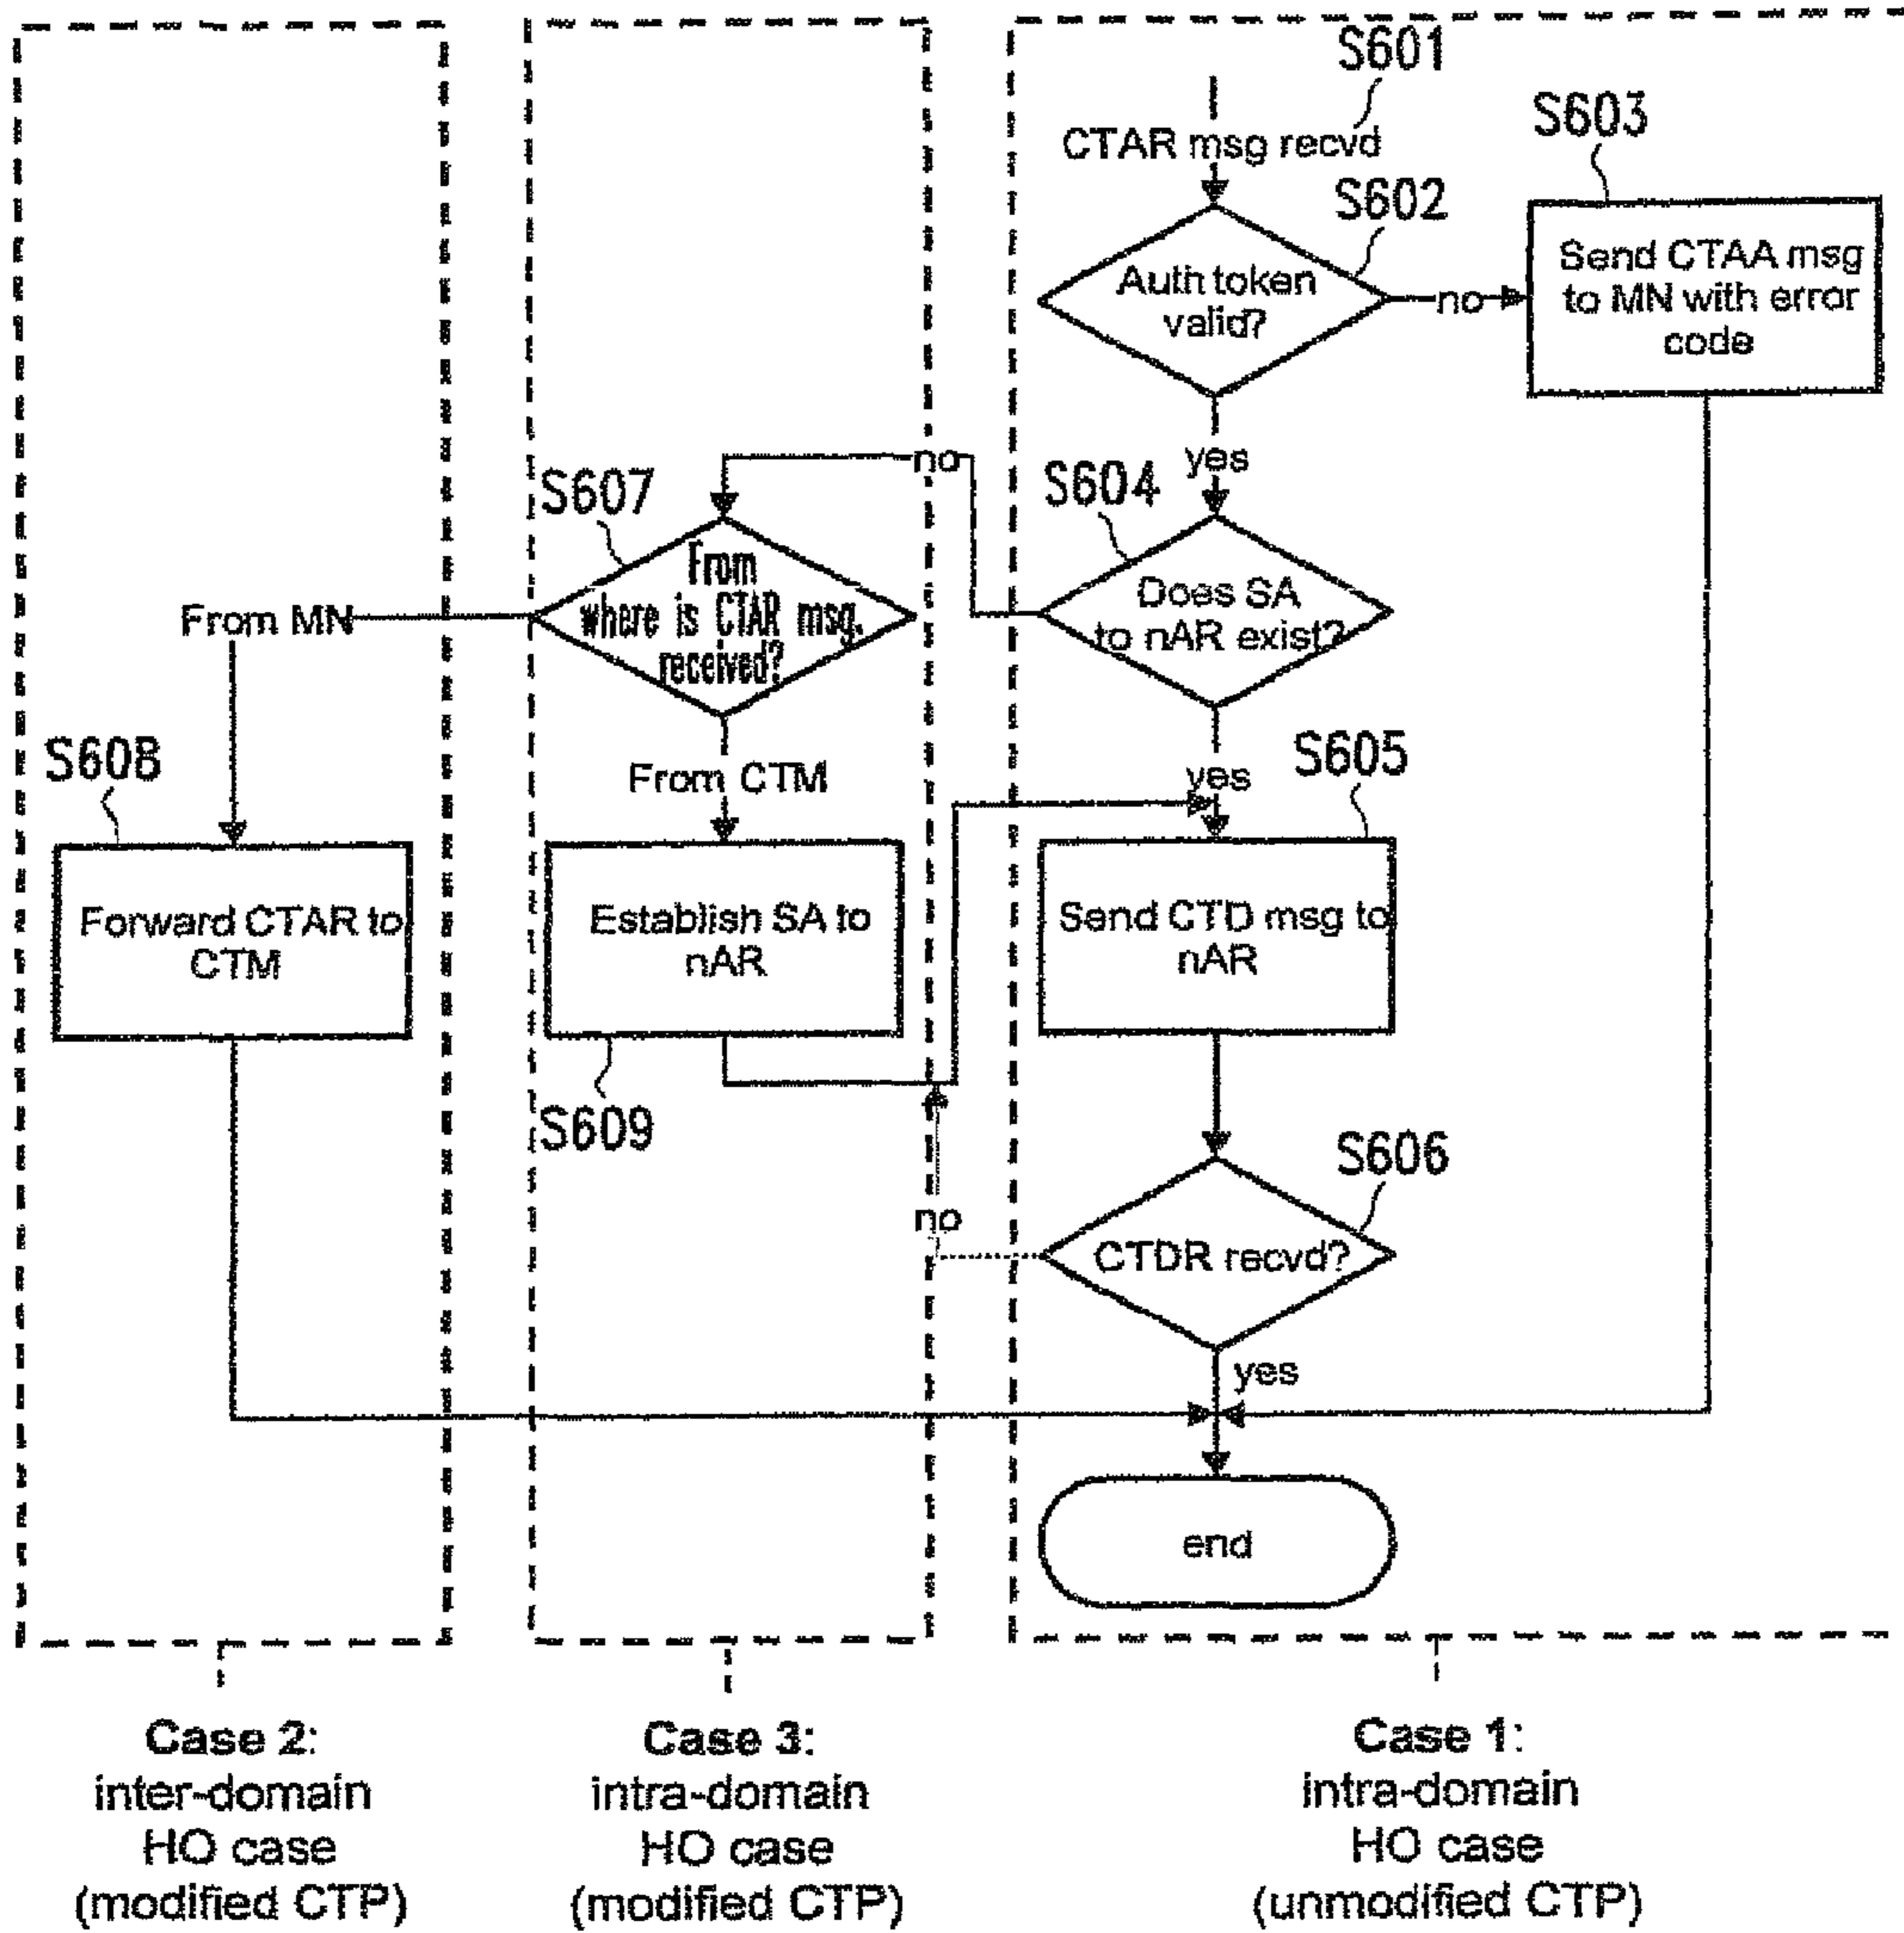 S601
CTAR msg recvd
S602
S603
Auth token
valid?
no
Send CTAA msg
to MN with error
code
yes
no
S604
S607
Does SA
to nAR exist?
From
where is CTAR msg.
received?
From MN
yes
S605
From CTM
S608
Forward CTAR to
CTM
Establish SA to
nAR
Send CTD msg to
nAR
S609
S606
no
CTDR recvd?
yes
end
Case 2:
inter-domain
HO case
(modified CTP)
Case 3:
intra-domain
HO case
(modified CTP)
Case 1:
intra-domain
HO case
(unmodified CTP)